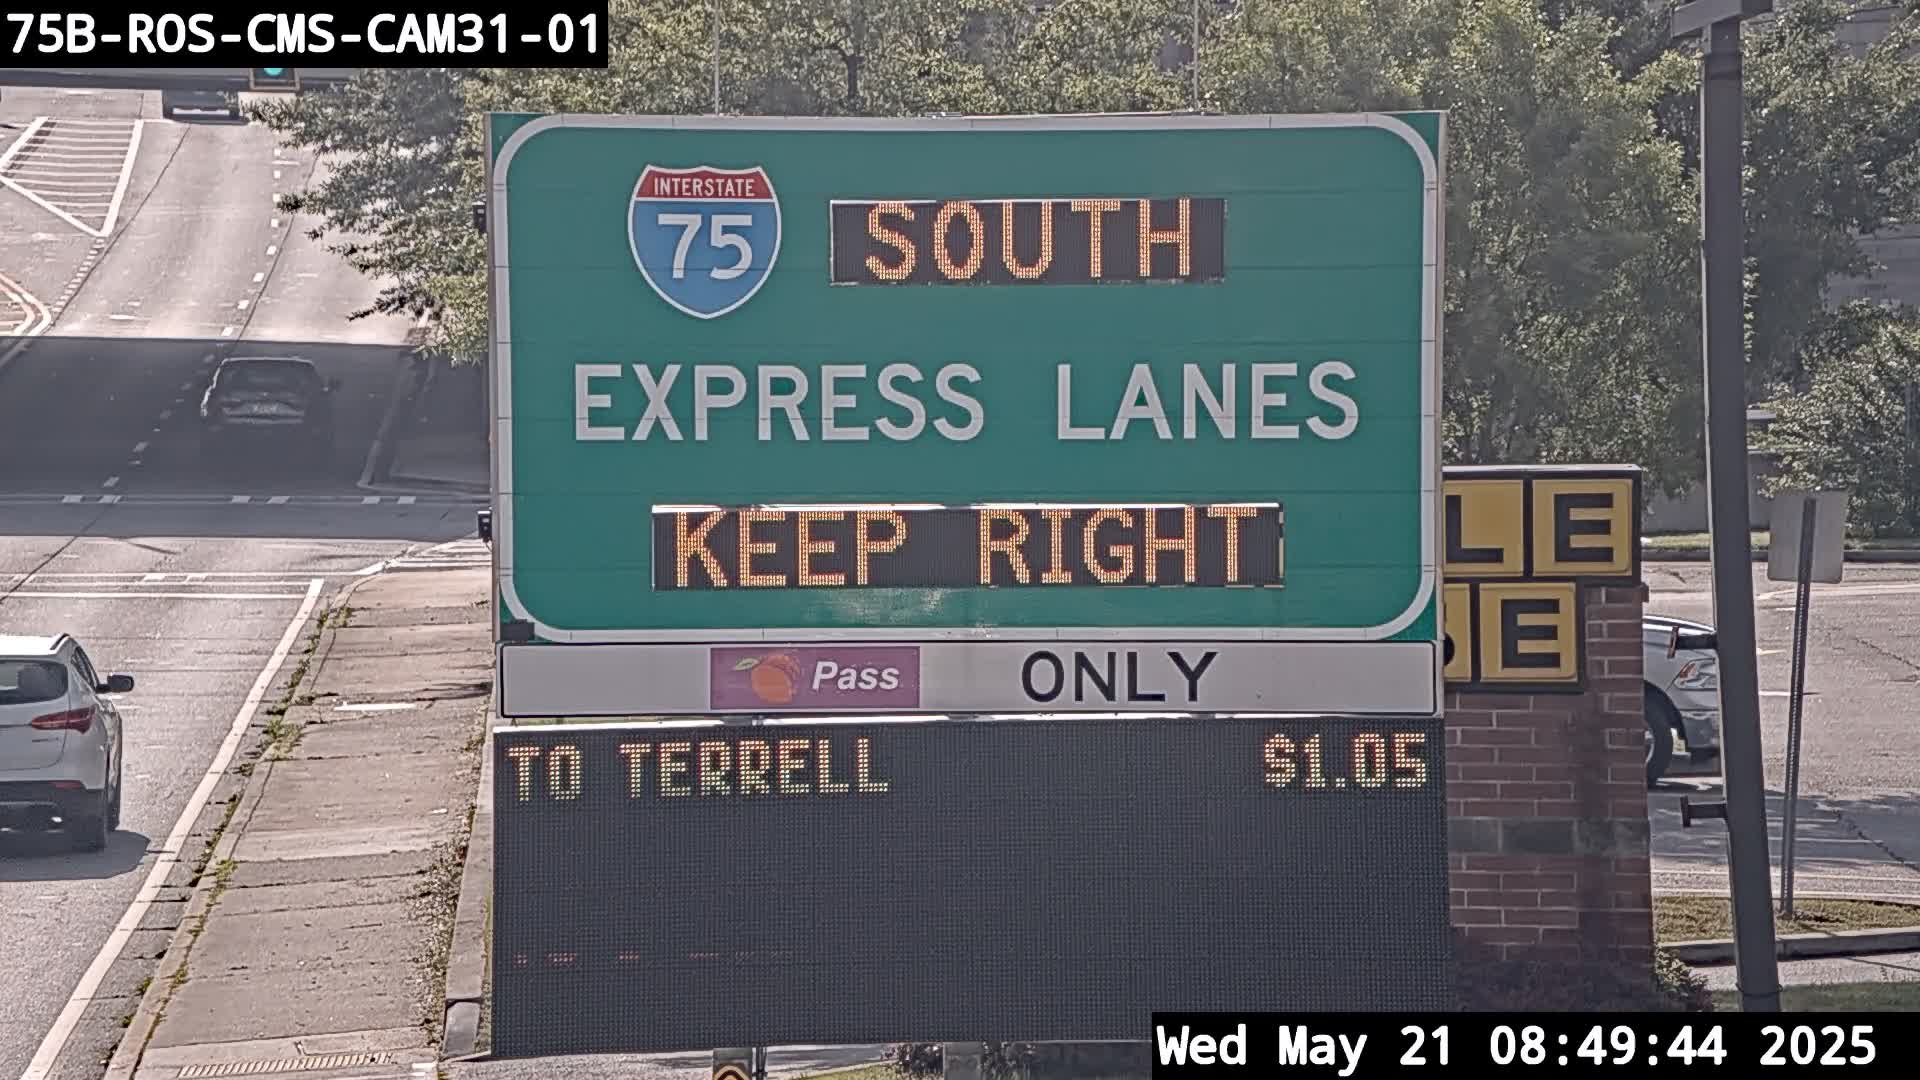 75B-ROS-CMS-CAM31-01
INTERSTATE
75
SOUTH
EXPRESS LANES
KEEP RIGHT
Pass ONLY
TO TERRELL $1.05
LE
E
Wed May 21 08:49:44 2025